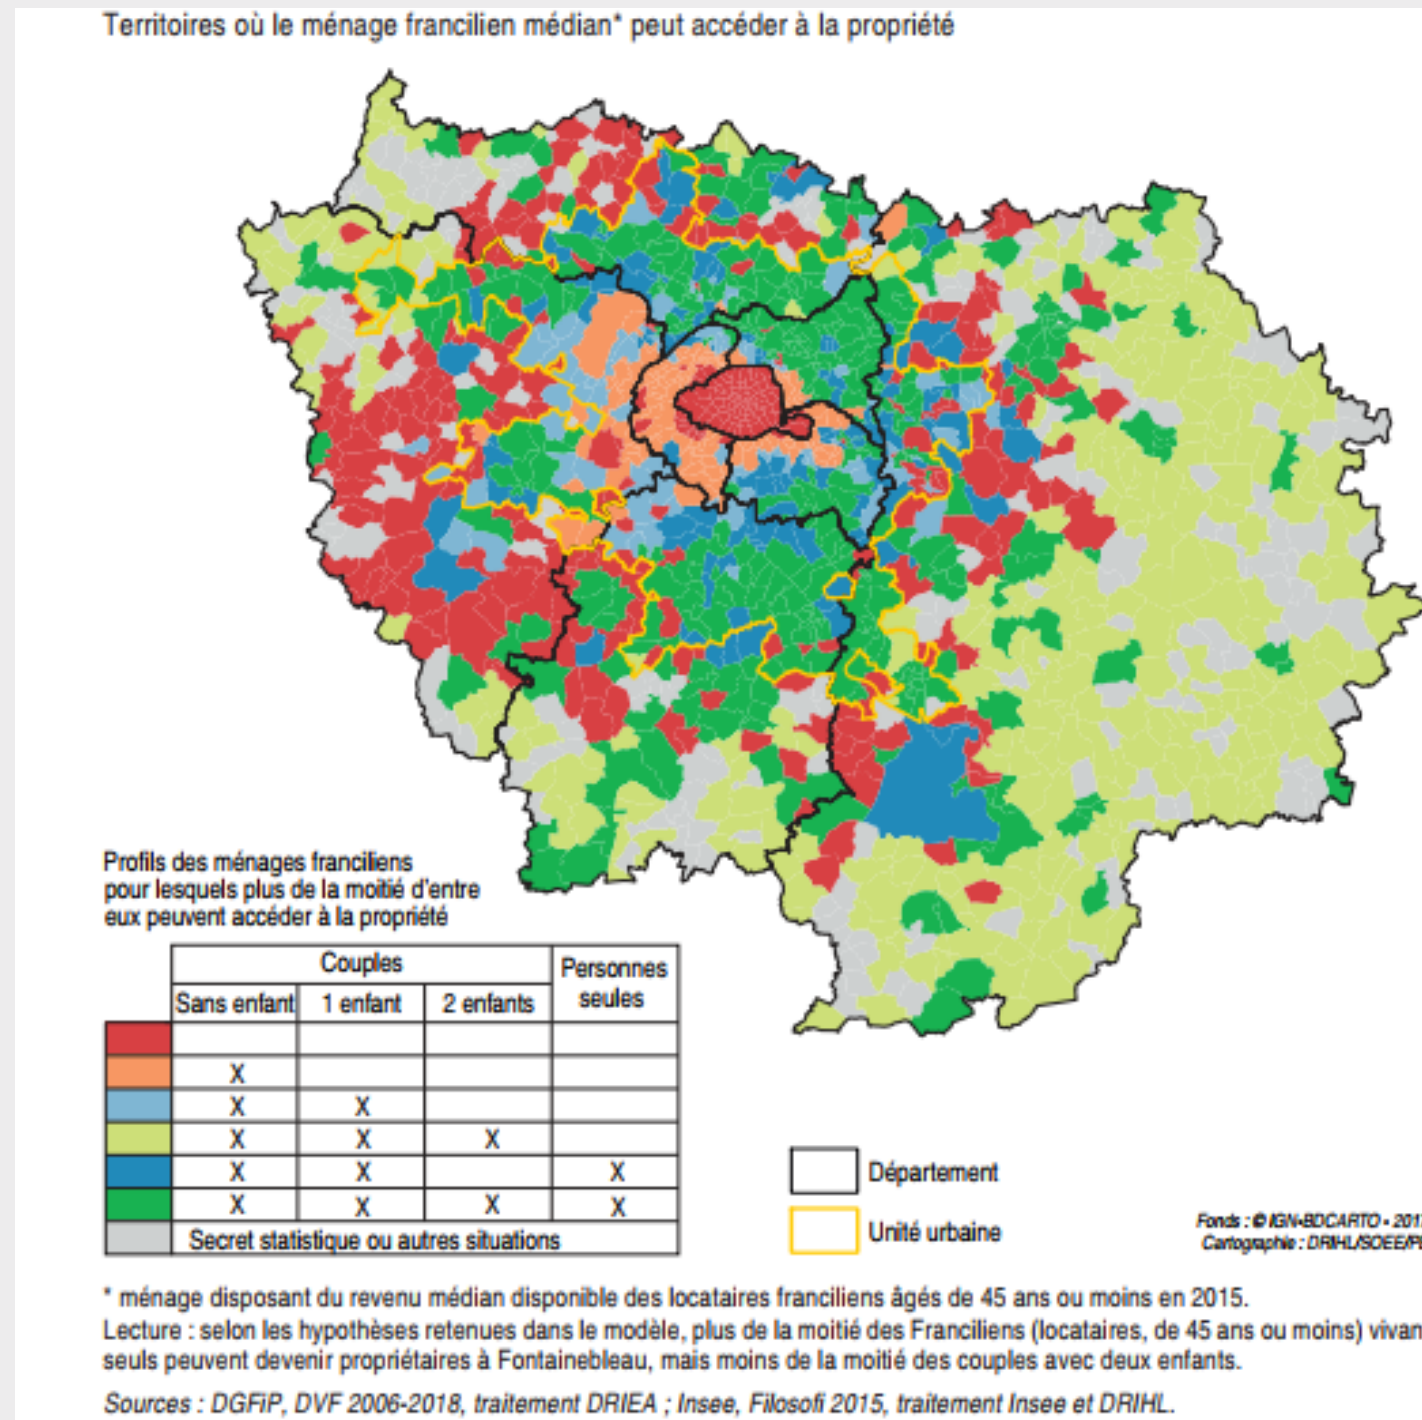 Territoires où le ménage francilien médian* peut accéder à la propriété
Profils des ménages franciliens
pour lesquels plus de la moitié d'entre
eux peuvent accéder à la propriété
Couples
Personnes
seules
Sans enfant
1 enfant
2 enfants
X
X X
X X X
X X X
X X X X
Secret statistique ou autres situations
Département
Unité urbaine
Fonds : © IGN-BDCARTO - 2017
Cartographie : DRIHL/SOEE/
* ménage disposant du revenu médian disponible des locataires franciliens âgés de 45 ans ou moins en 2015.
Lecture : selon les hypothèses retenues dans le modèle, plus de la moitié des Franciliens (locataires, de 45 ans ou moins) vivan
seuls peuvent devenir propriétaires à Fontainebleau, mais moins de la moitié des couples avec deux enfants.
Sources : DGFiP, DVF 2006-2018, traitement DRIEA ; Insee, Filosofi 2015, traitement Insee et DRIHL.